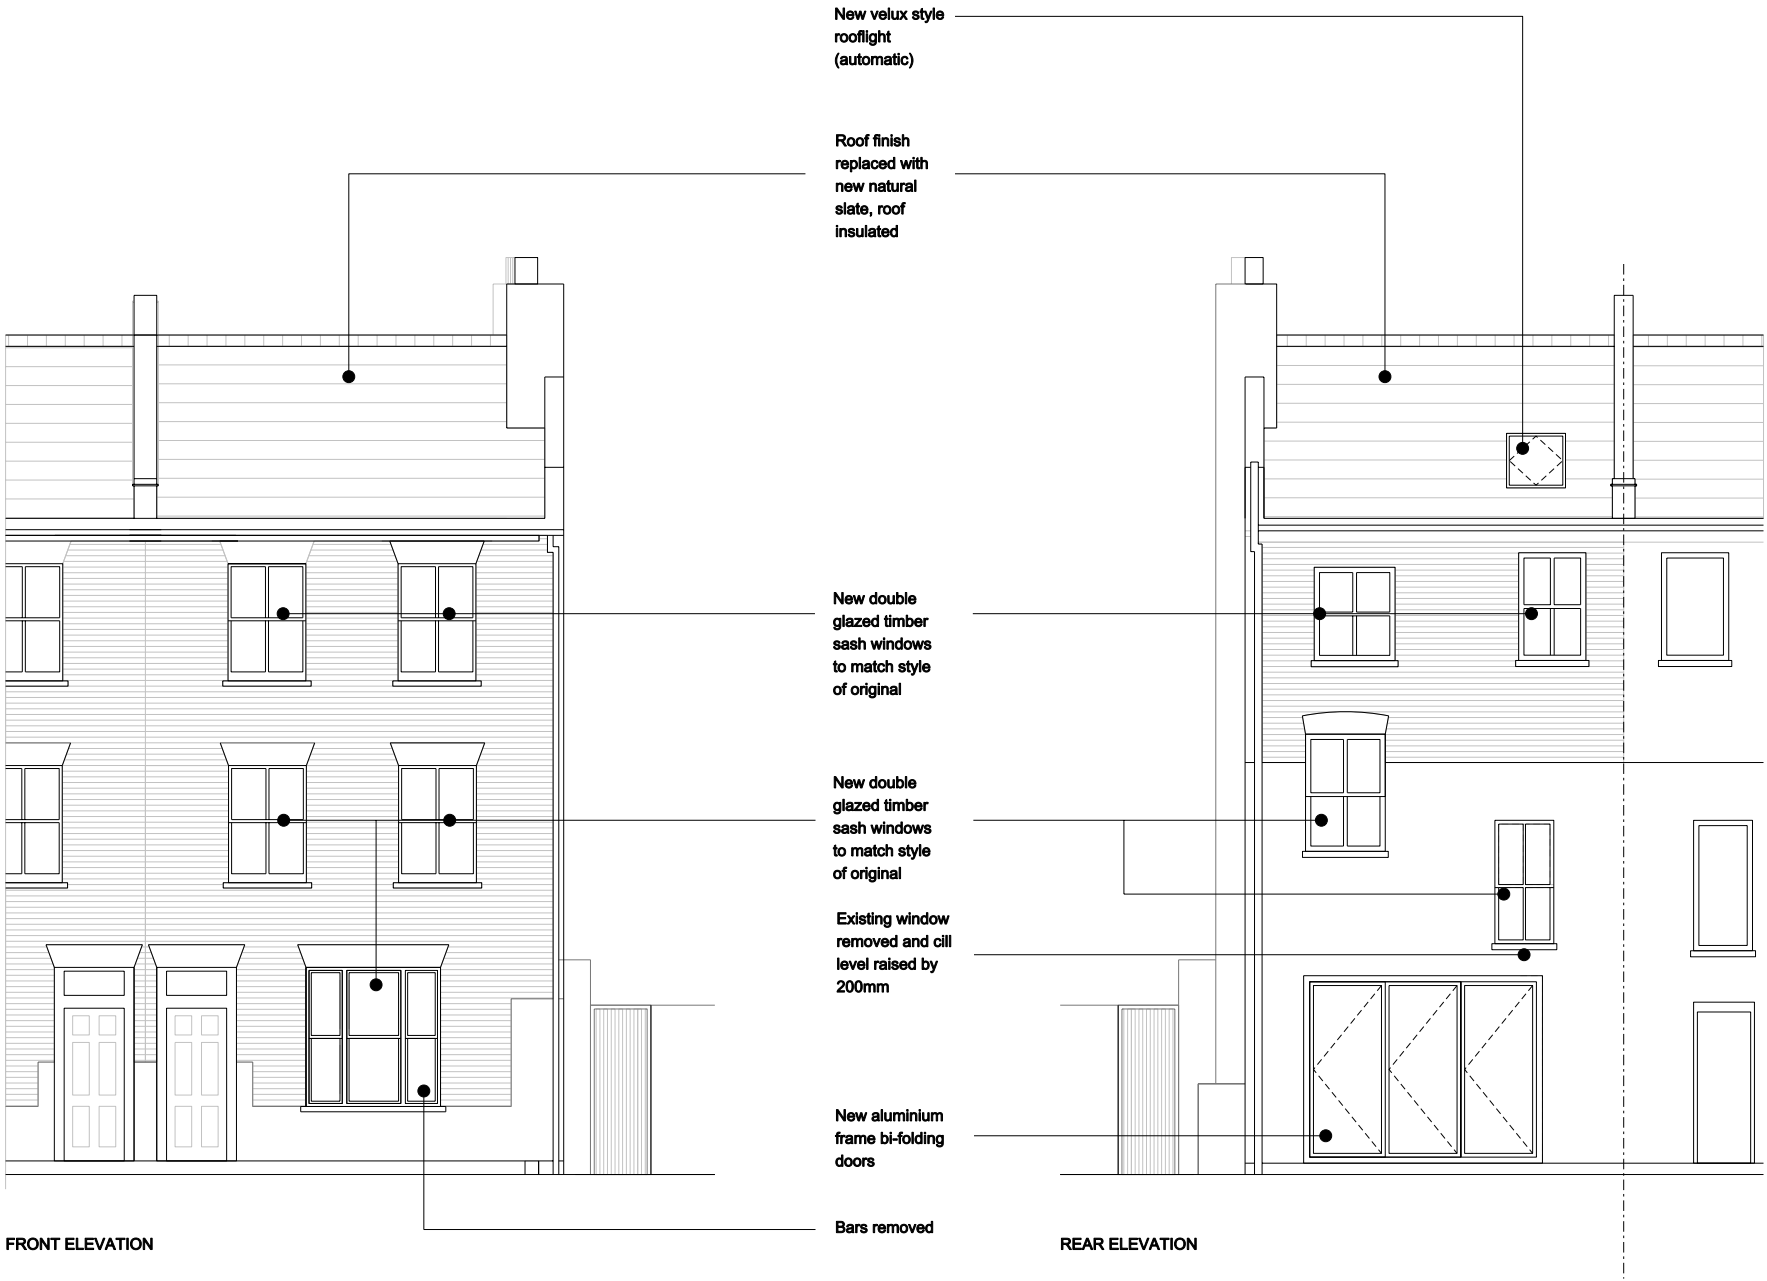 New velux style
rooflight
(automatic)
Roof finish
replaced with
new natural
slate, roof
insulated
New double
glazed timber
sash windows
to match style
of original
New double
glazed timber
sash windows
to match style
of original
Existing window
removed and cill
level raised by
200mm
New aluminium
frame bi-folding
doors
Bars removed
FRONT ELEVATION
REAR ELEVATION